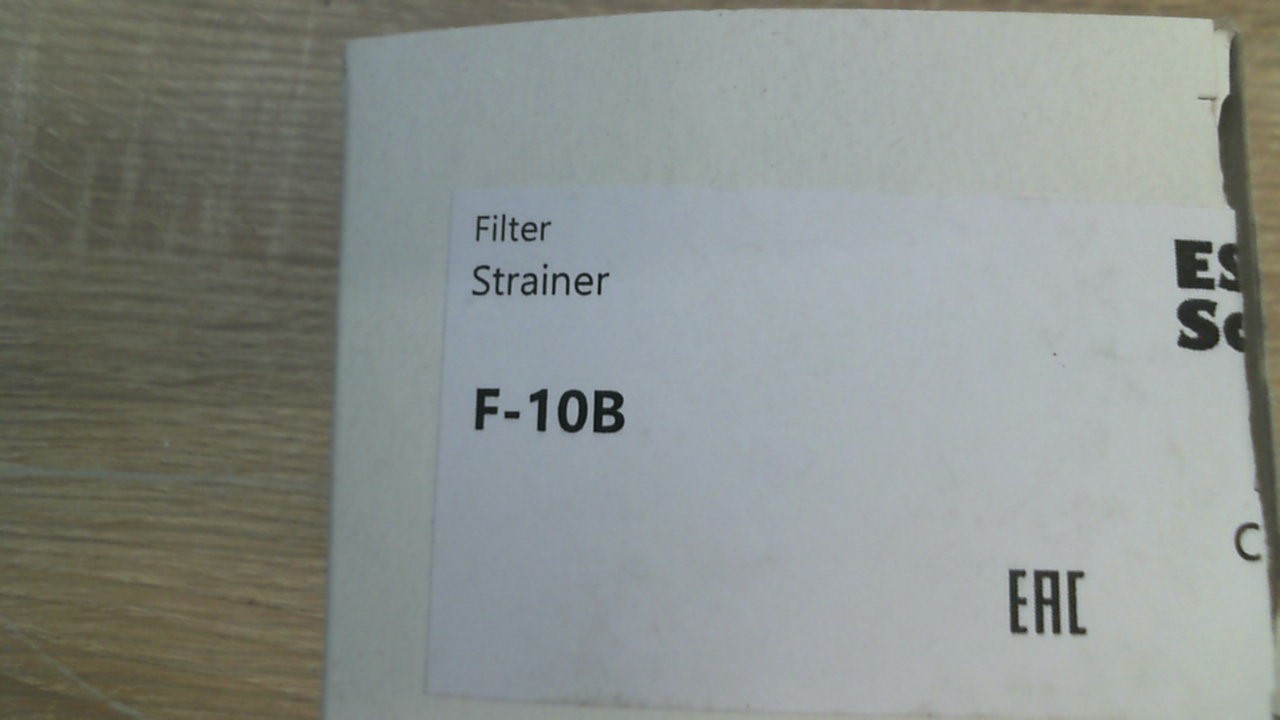 Filter
Strainer
F-10B
EAC